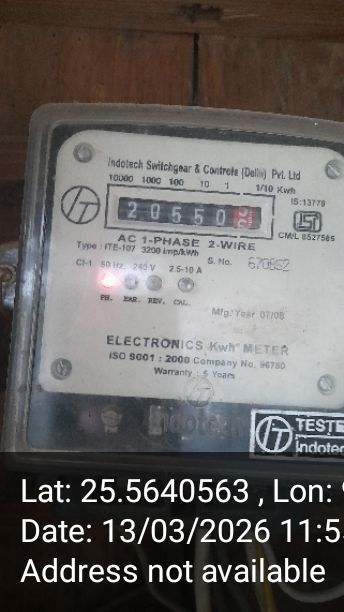 Indotech Switchgear & Controls (Delhi) Pvt. Ltd
10000 1000 100 10 1 1/10 Kwh
IS:13779
20550
CM/L 8527585
AC 1-PHASE 2-WIRE
Type : ITE-107 3200 imp/kwh
S. No. 670852
Cl-1 50 Hz. 240 V 2.5-10 A
PH. EAR. REV. CAL.
Mfg. Year 07/08
ELECTRONICS Kwh METER
ISO 9001 : 2000 Company No. 96750
Warranty : 5 Years
Indotech
TESTE
Indotec
Lat: 25.5640563 , Lon:
Date: 13/03/2026 11:5
Address not available